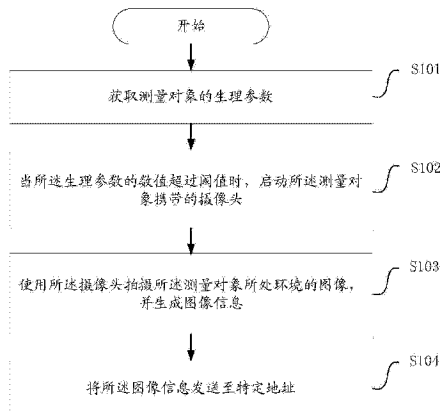 开始
S101
获取测量对象的生理参数
S102
当所述生理参数的数值超过阈值时，启动所述测量对
象携带的摄像头
S103
使用所述摄像头拍摄所述测量对象所处环境的图像，
并生成图像信息
S104
将所述图像信息发送至特定地址